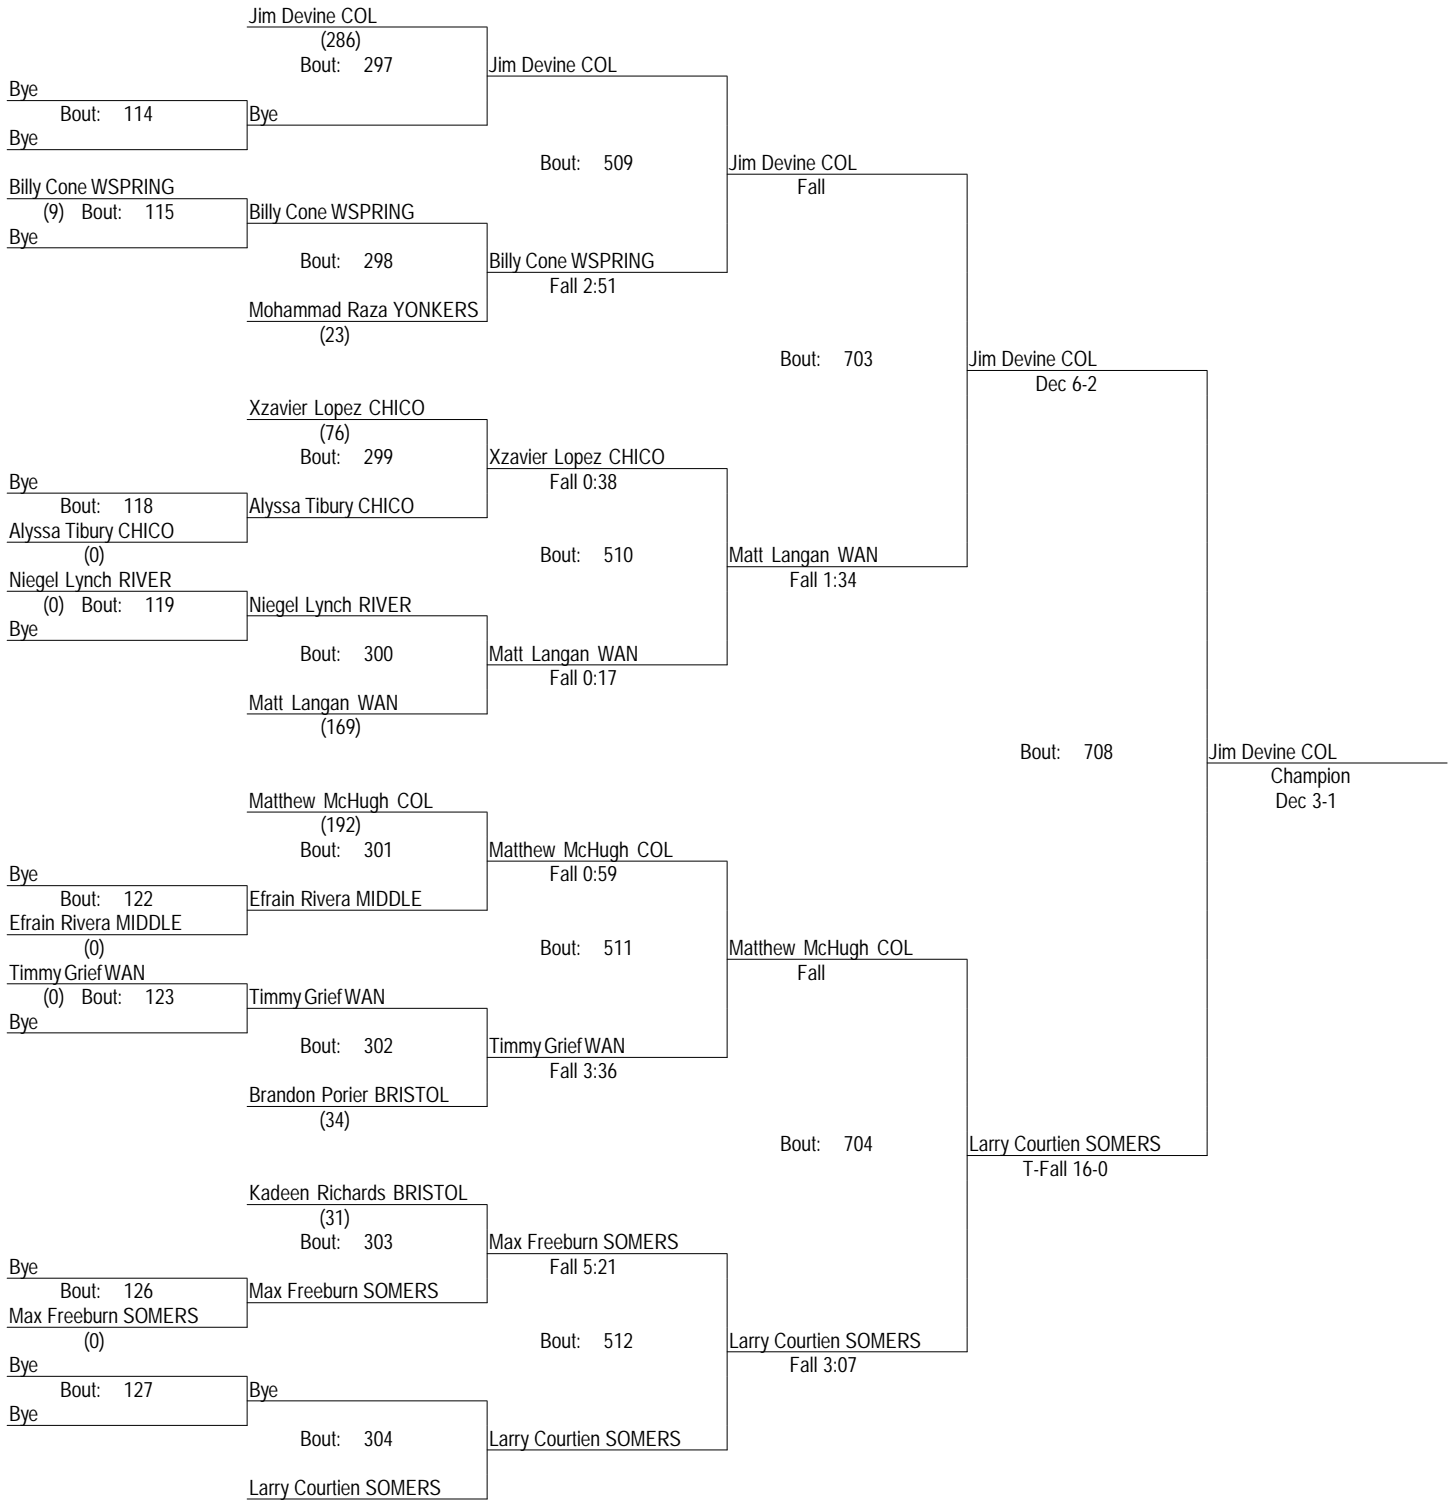 Jim Devine COL
(286)
Bout: 297
Jim Devine COL
Bye
Bout: 114
Bye
Bye
Bout: 509
Jim Devine COL
Fall
Billy Cone WSPRING
(9) Bout: 115
Billy Cone WSPRING
Bye
Bout: 298
Billy Cone WSPRING
Fall 2:51
Mohammad Raza YONKERS
(23)
Bout: 703
Jim Devine COL
Dec 6-2
Xzavier Lopez CHICO
(76)
Bout: 299
Xzavier Lopez CHICO
Fall 0:38
Bye
Bout: 118
Alyssa Tibury CHICO
Alyssa Tibury CHICO
(0)
Bout: 510
Matt Langan WAN
Fall 1:34
Niegel Lynch RIVER
(0) Bout: 119
Niegel Lynch RIVER
Bye
Bout: 300
Matt Langan WAN
Fall 0:17
Matt Langan WAN
(169)
Bout: 708
Jim Devine COL
Champion
Dec 3-1
Matthew McHugh COL
(192)
Bout: 301
Matthew McHugh COL
Fall 0:59
Bye
Bout: 122
Efrain Rivera MIDDLE
Efrain Rivera MIDDLE
(0)
Bout: 511
Matthew McHugh COL
Fall
Timmy Grief WAN
(0) Bout: 123
Timmy Grief WAN
Bye
Bout: 302
Timmy Grief WAN
Fall 3:36
Brandon Porier BRISTOL
(34)
Bout: 704
Larry Courtien SOMERS
T-Fall 16-0
Kadeen Richards BRISTOL
(31)
Bout: 303
Max Freeburn SOMERS
Fall 5:21
Bye
Bout: 126
Max Freeburn SOMERS
Max Freeburn SOMERS
(0)
Bout: 512
Larry Courtien SOMERS
Fall 3:07
Bye
Bout: 127
Bye
Bye
Bout: 304
Larry Courtien SOMERS
Larry Courtien SOMERS